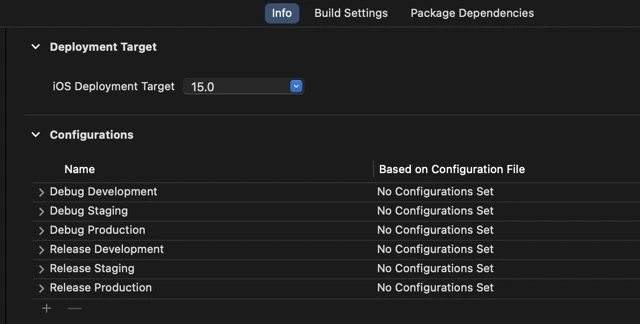 Info Build Settings Package Dependencies
Deployment Target
iOS Deployment Target 15.0
Configurations
Name Based on Configuration File
Debug Development No Configurations Set
Debug Staging No Configurations Set
Debug Production No Configurations Set
Release Development No Configurations Set
Release Staging No Configurations Set
Release Production No Configurations Set